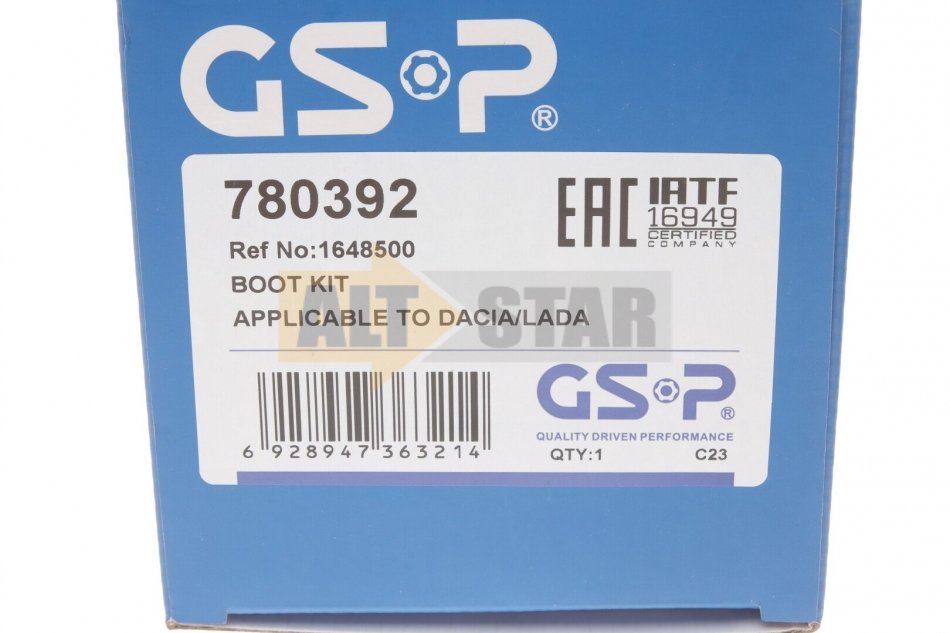 GSP®
780392
EAC IATF
16949
CERTIFIED
COMPANY
Ref No:1648500
BOOT KIT
ALT STAR
APPLICABLE TO DACIA/LADA
GSP®
QUALITY DRIVEN PERFORMANCE
6 928947 363214
QTY:1 C23